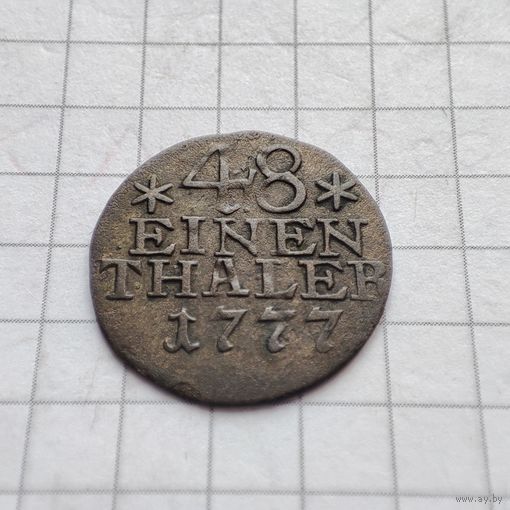 * 48 *
EINEN
THALER
1777
www.ay.by